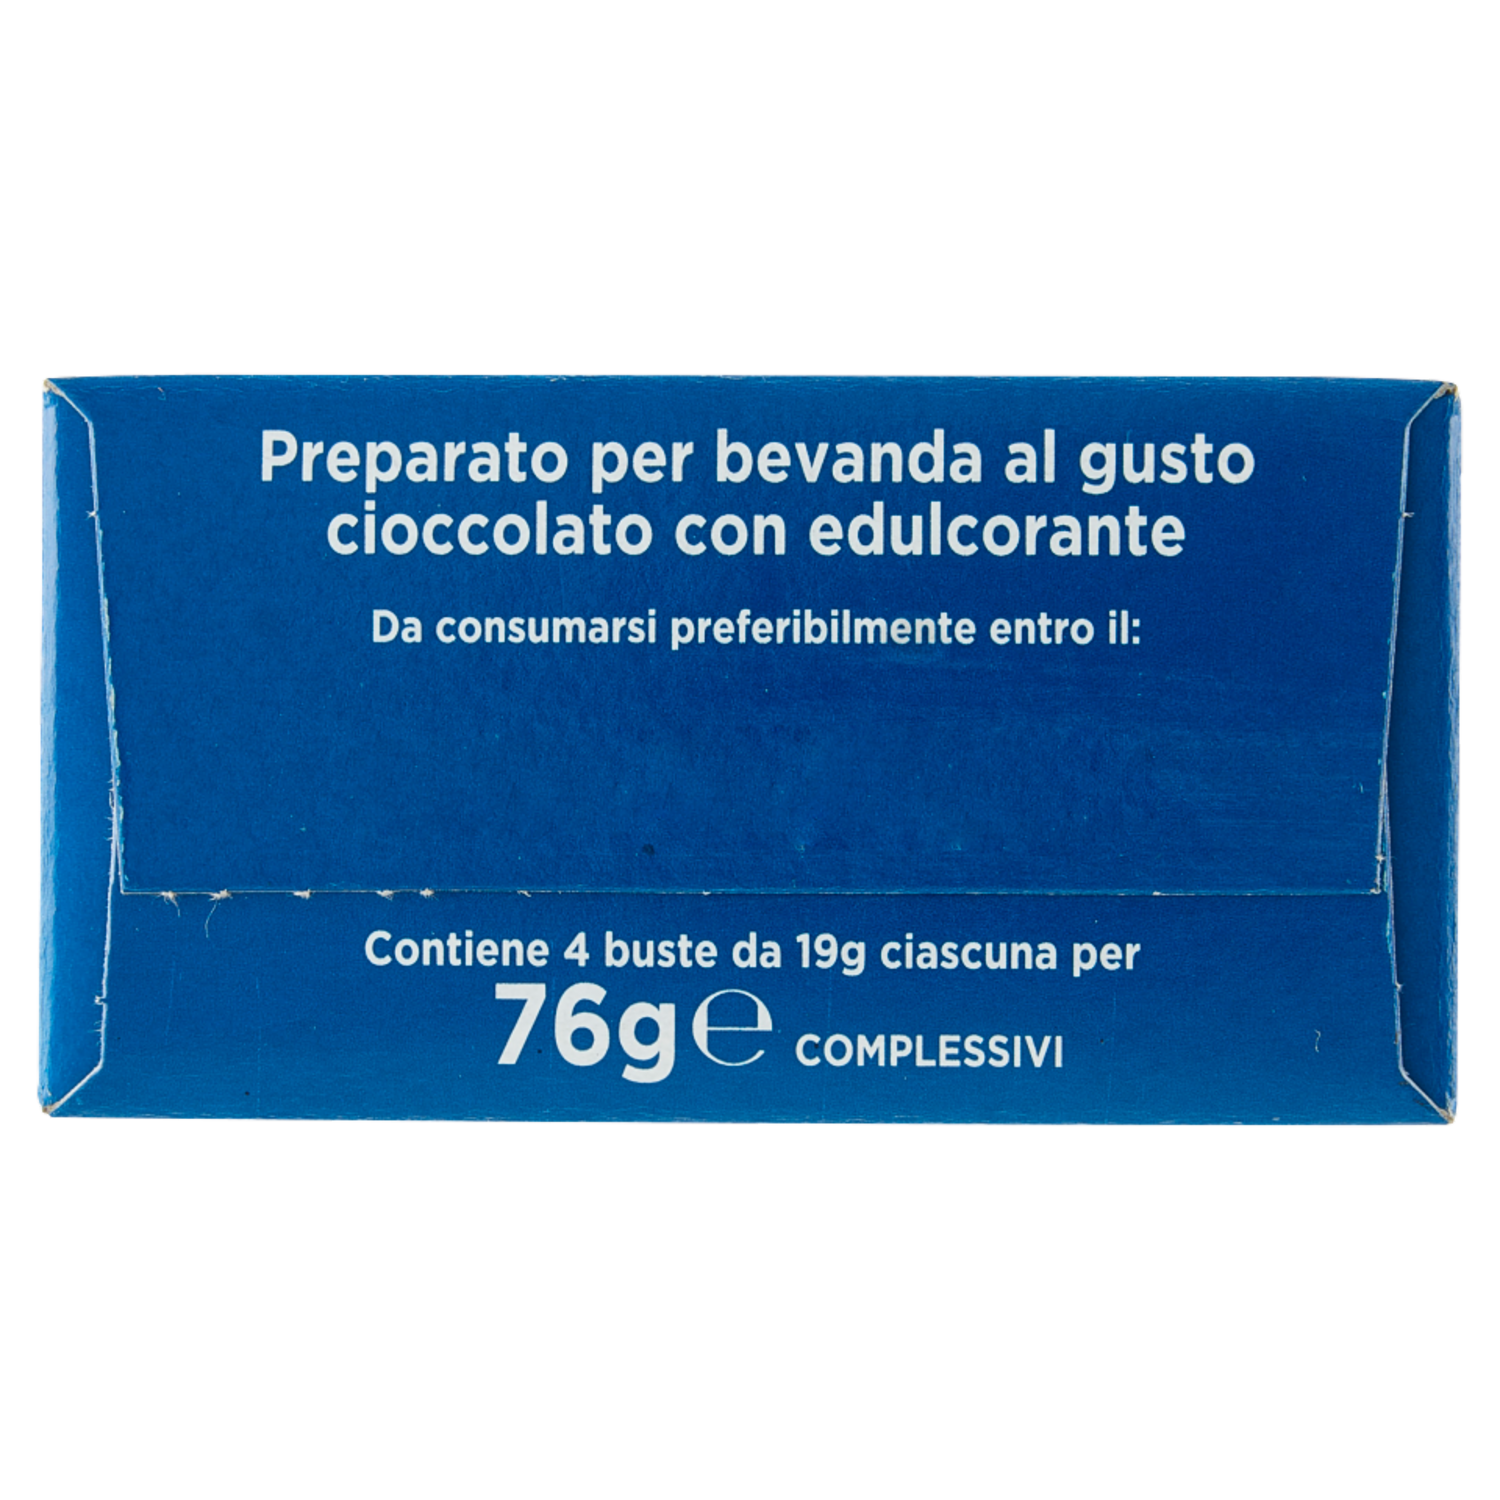 Preparato per bevanda al gusto
cioccolato con edulcorante
Da consumarsi preferibilmente entro il:
Contiene 4 buste da 19g ciascuna per
76g℮ COMPLESSIVI